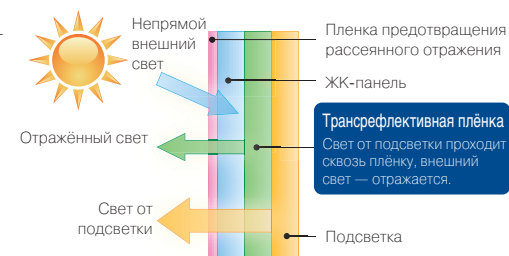 Непрямой
внешний
свет
Отражённый свет
Свет от
подсветки
Пленка предотвращения
рассеянного отражения
ЖК-панель
Трансрефлективная плёнка
Свет от подсветки проходит
сквозь плёнку, внешний
свет — отражается.
Подсветка